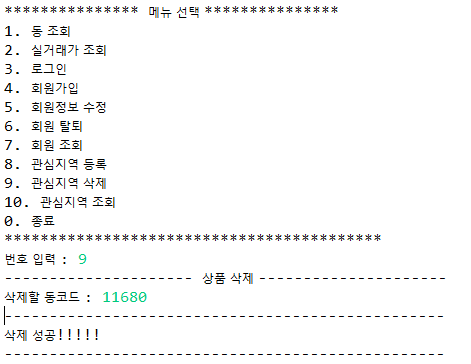 *************** 메뉴 선택 ***************
1. 동 조회
2. 실거래가 조회
3. 로그인
4. 회원가입
5. 회원정보 수정
6. 회원 탈퇴
7. 회원 조회
8. 관심지역 등록
9. 관심지역 삭제
10. 관심지역 조회
0. 종료
******************************************
번호 입력 : 9
--------------------- 상품 삭제 ---------------------
삭제할 동코드 : 11680
-------------------------------------------------
삭제 성공!!!!!
-------------------------------------------------